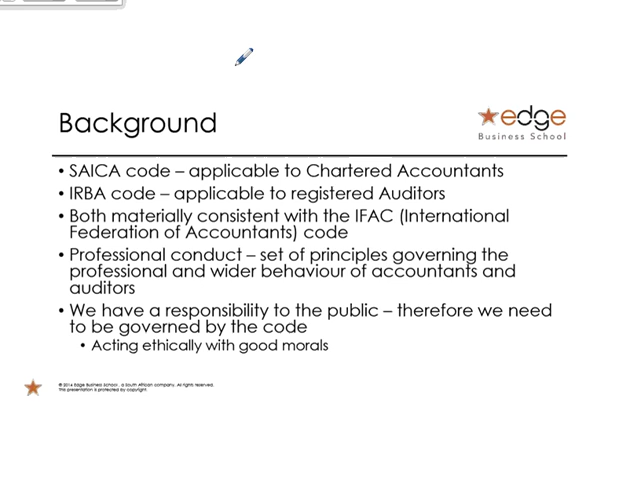 Background
edge
Business School
• SAICA code – applicable to Chartered Accountants
• IRBA code – applicable to registered Auditors
• Both materially consistent with the IFAC (International
Federation of Accountants) code
• Professional conduct – set of principles governing the
professional and wider behaviour of accountants and
auditors
• We have a responsibility to the public – therefore we need
to be governed by the code
• Acting ethically with good morals
© 2014 Edge Business School, a South African company. All rights reserved.
This presentation is protected by copyright.